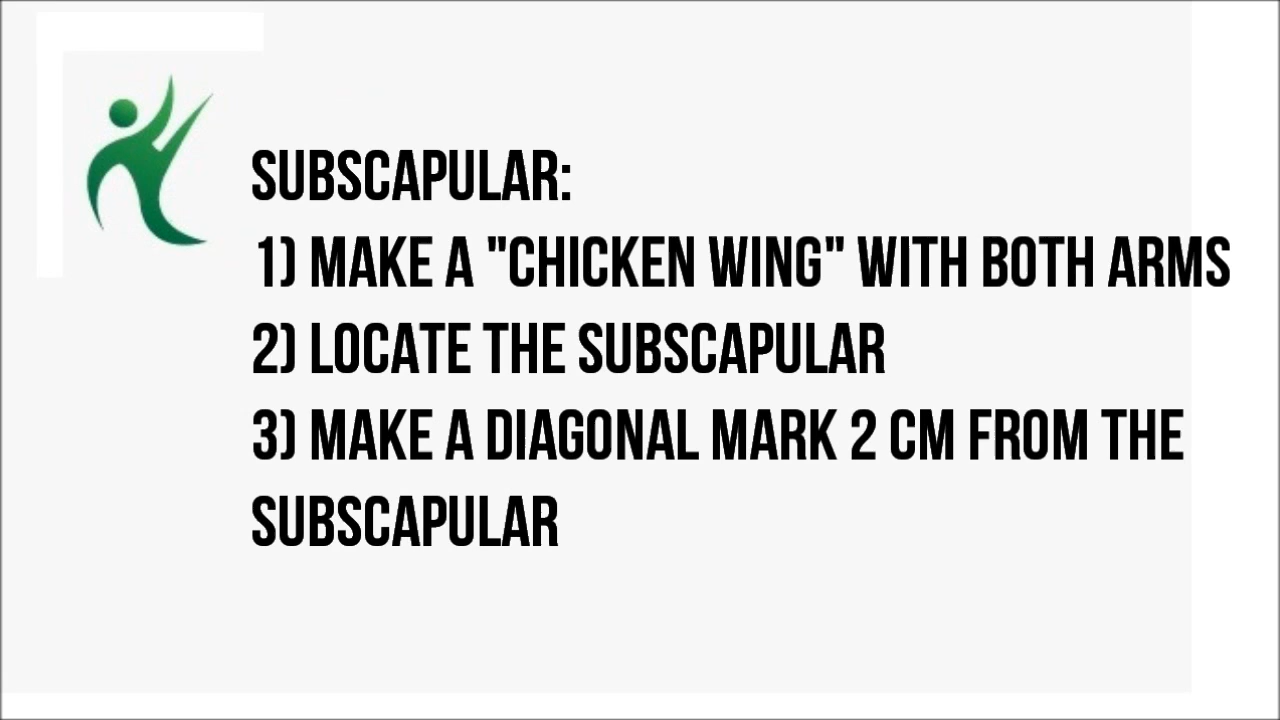 SUBSCAPULAR:
1) MAKE A "CHICKEN WING" WITH BOTH ARMS
2) LOCATE THE SUBSCAPULAR
3) MAKE A DIAGONAL MARK 2 CM FROM THE
SUBSCAPULAR